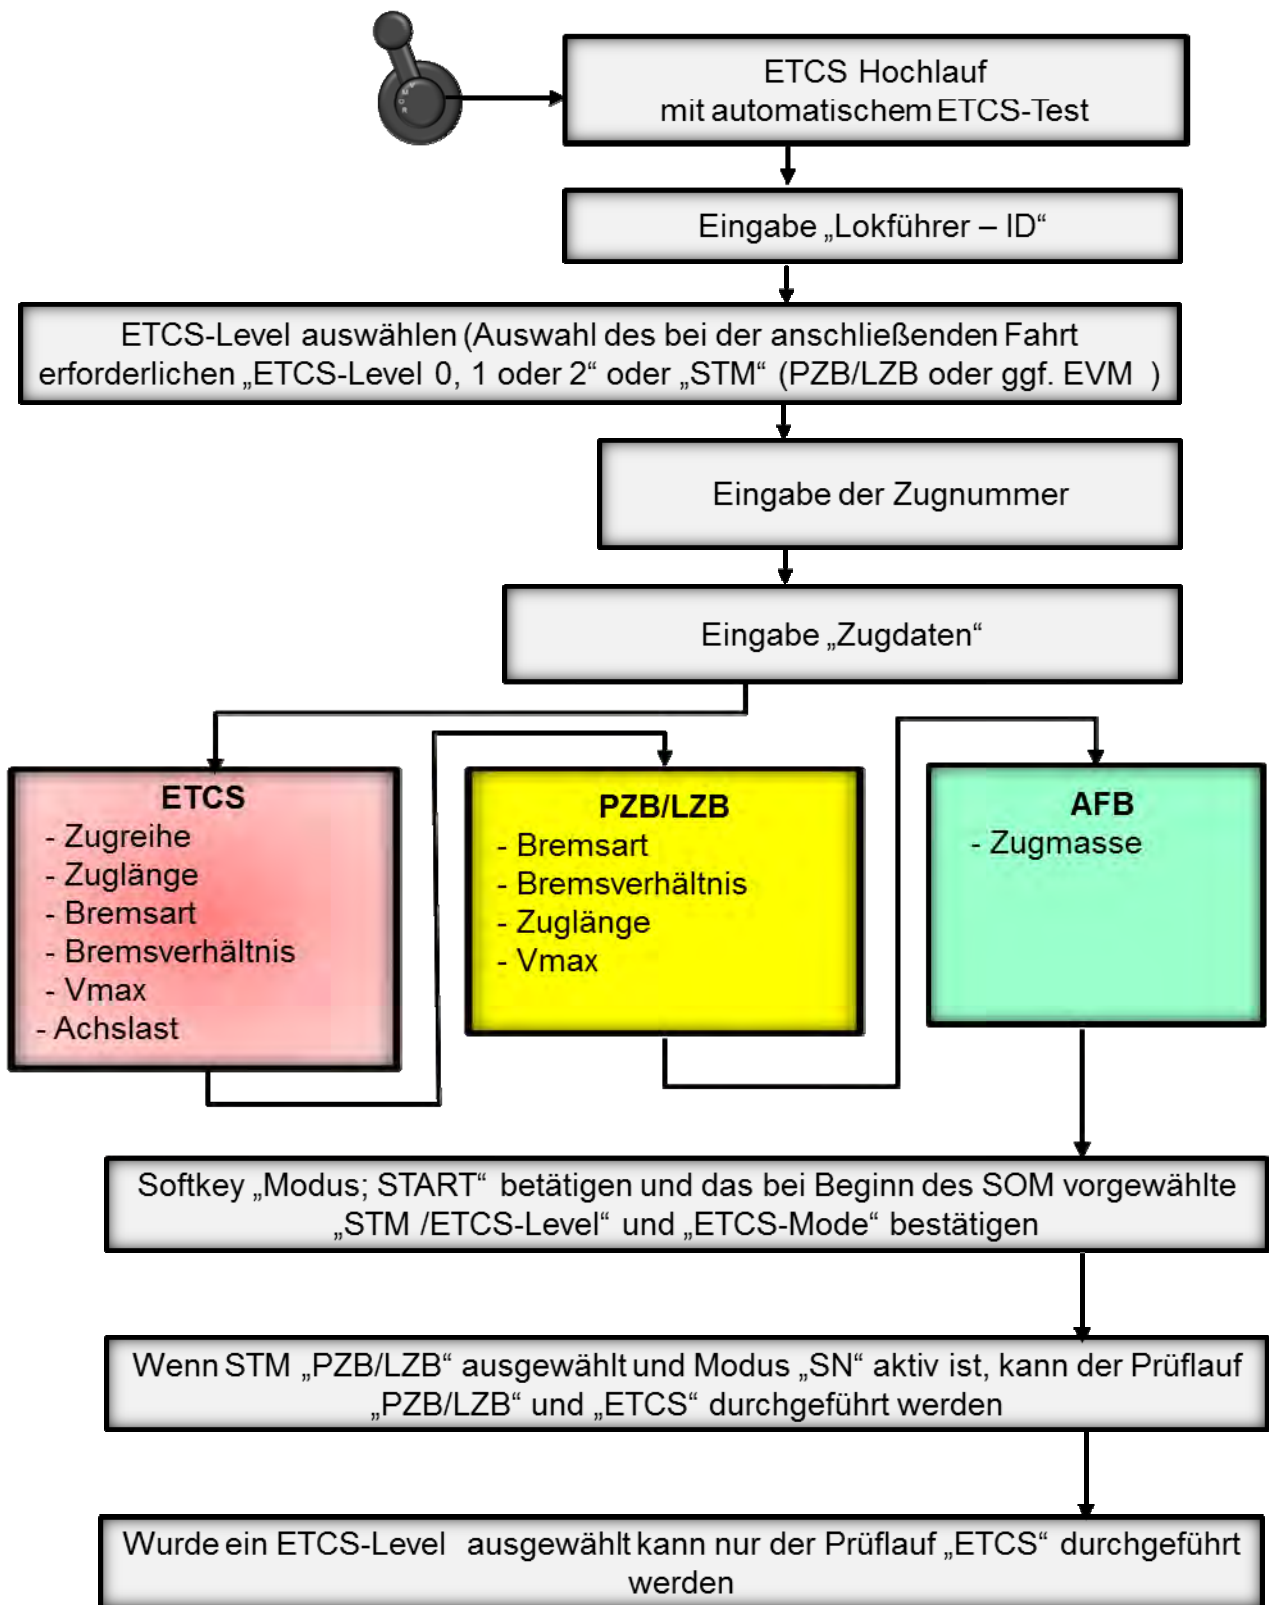 ETCS Hochlauf
mit automatischem ETCS-Test
Eingabe „Lokführer – ID“
ETCS-Level auswählen (Auswahl des bei der anschließenden Fahrt
erforderlichen „ETCS-Level 0, 1 oder 2“ oder „STM“ (PZB/LZB oder ggf. EVM )
Eingabe der Zugnummer
Eingabe „Zugdaten“
ETCS
- Zugreihe
- Zuglänge
- Bremsart
- Bremsverhältnis
- Vmax
- Achslast
PZB/LZB
- Bremsart
- Bremsverhältnis
- Zuglänge
- Vmax
AFB
- Zugmasse
Softkey „Modus; START“ betätigen und das bei Beginn des SOM vorgewählte
„STM /ETCS-Level“ und „ETCS-Mode“ bestätigen
Wenn STM „PZB/LZB“ ausgewählt und Modus „SN“ aktiv ist, kann der Prüflauf
„PZB/LZB“ und „ETCS“ durchgeführt werden
Wurde ein ETCS-Level ausgewählt kann nur der Prüflauf „ETCS“ durchgeführt
werden